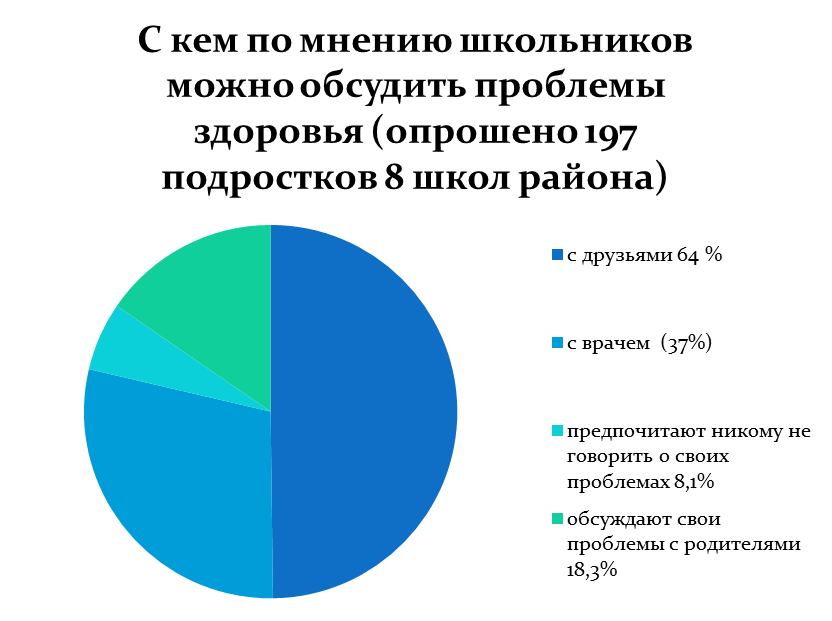 С кем по мнению школьников
можно обсудить проблемы
здоровья (опрошено 197
подростков 8 школ района)
с друзьями 64 %
с врачем (37%)
предпочитают никому не
говорить о своих
проблемах 8,1%
обсуждают свои
проблемы с родителями
18,3%